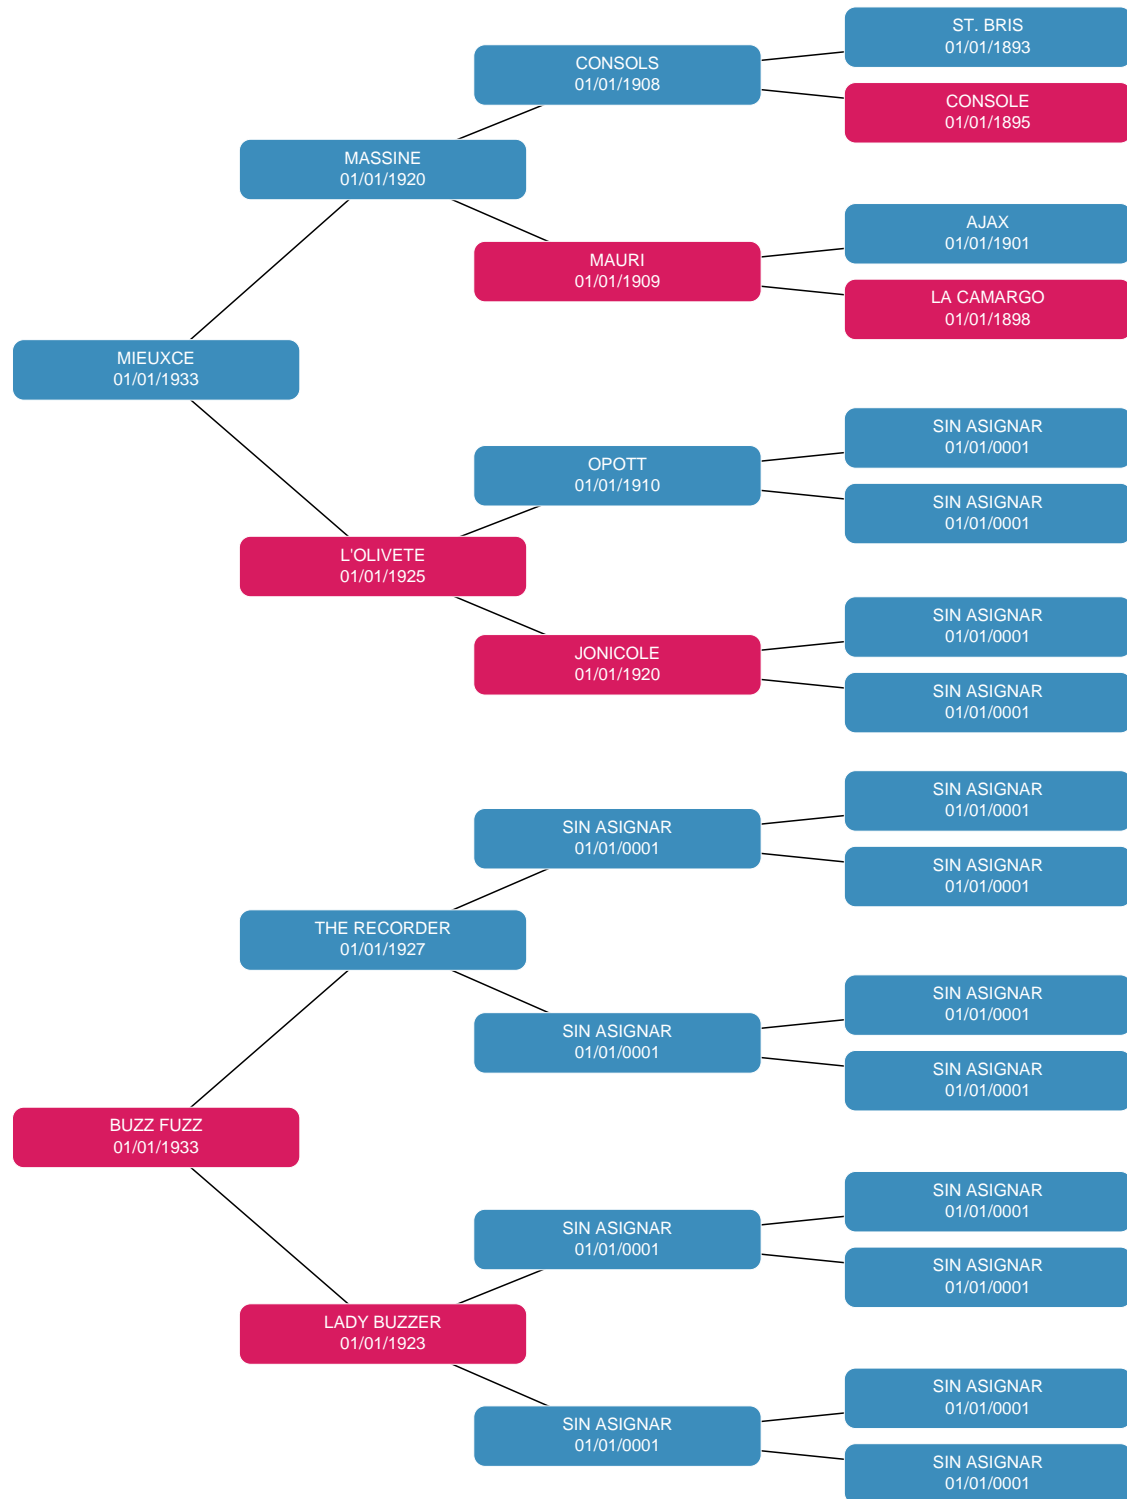 ST. BRIS
01/01/1893
CONSOLS
01/01/1908
CONSOLE
01/01/1895
MASSINE
01/01/1920
AJAX
01/01/1901
MAURI
01/01/1909
LA CAMARGO
01/01/1898
MIEUXCE
01/01/1933
SIN ASIGNAR
01/01/0001
OPOTT
01/01/1910
SIN ASIGNAR
01/01/0001
L'OLIVETE
01/01/1925
SIN ASIGNAR
01/01/0001
JONICOLE
01/01/1920
SIN ASIGNAR
01/01/0001
SIN ASIGNAR
01/01/0001
SIN ASIGNAR
01/01/0001
SIN ASIGNAR
01/01/0001
THE RECORDER
01/01/1927
SIN ASIGNAR
01/01/0001
SIN ASIGNAR
01/01/0001
SIN ASIGNAR
01/01/0001
BUZZ FUZZ
01/01/1933
SIN ASIGNAR
01/01/0001
SIN ASIGNAR
01/01/0001
SIN ASIGNAR
01/01/0001
LADY BUZZER
01/01/1923
SIN ASIGNAR
01/01/0001
SIN ASIGNAR
01/01/0001
SIN ASIGNAR
01/01/0001